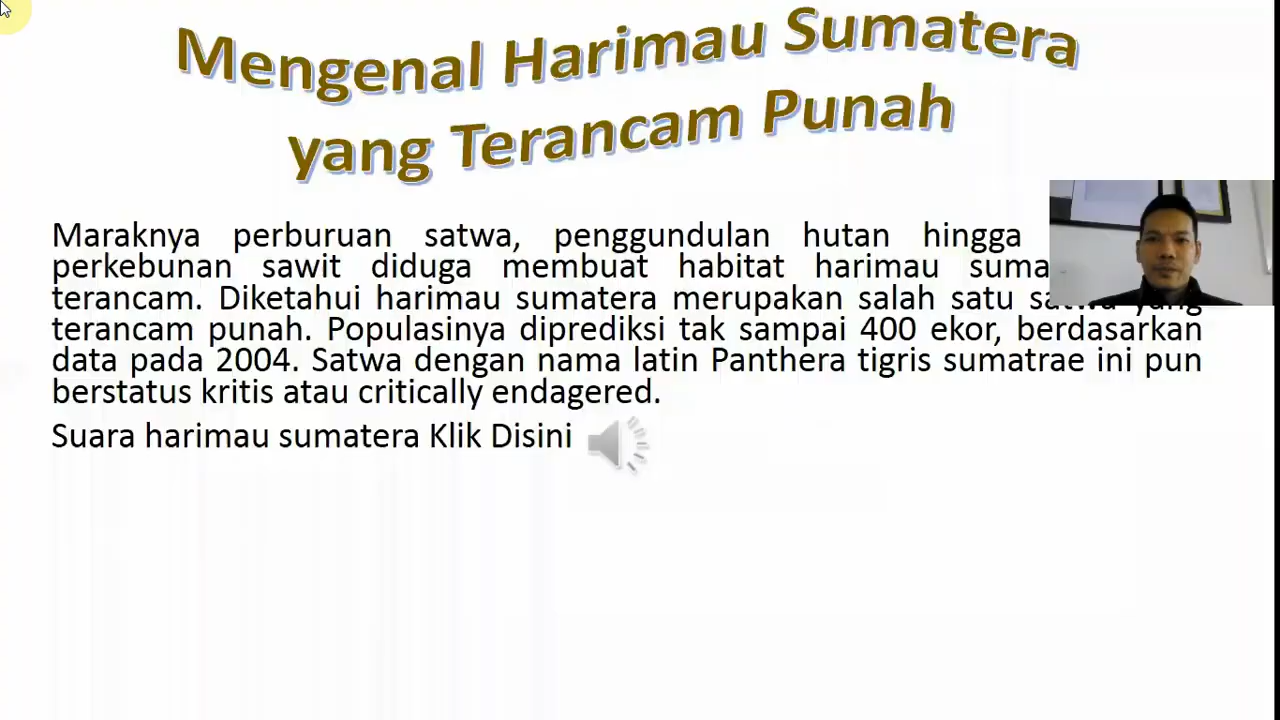 Mengenal Harimau Sumatera
yang Terancam Punah
Maraknya perburuan satwa, penggundulan hutan hingga
perkebunan sawit diduga membuat habitat harimau
terancam. Diketahui harimau sumatera merupakan salah satu yang
terancam punah. Populasinya diprediksi tak sampai 400 ekor, berdasarkan
data pada 2004. Satwa dengan nama latin Panthera tigris sumatrae ini pun
berstatus kritis atau critically endagered.
Suara harimau sumatera Klik Disini